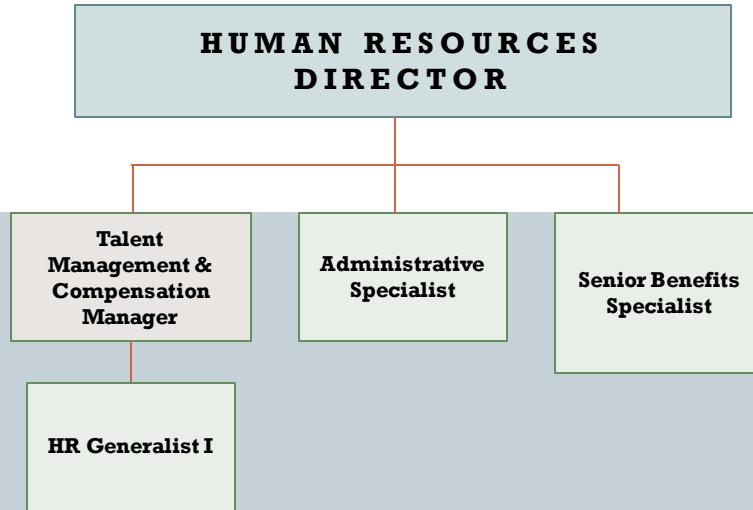 HUMAN RESOURCES
DIRECTOR
Talent
Management &
Compensation
Manager
Administrative
Specialist
Senior Benefits
Specialist
HR Generalist I